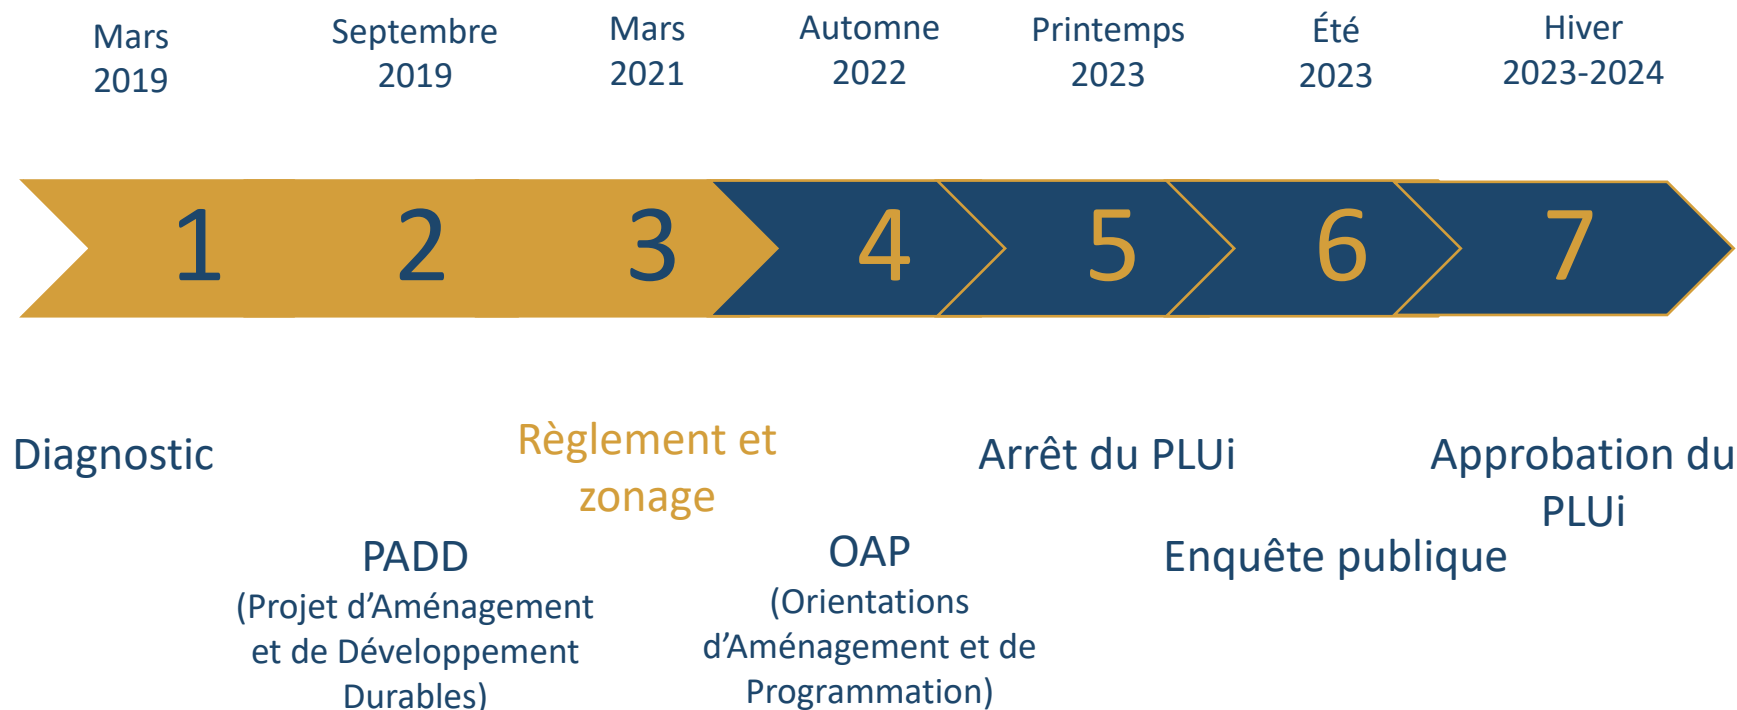 Mars
2019
Septembre
2019
Mars
2021
Automne
2022
Printemps
2023
Été
2023
Hiver
2023-2024
1
2
3
4
5
6
7
Diagnostic
PADD
(Projet d’Aménagement
et de Développement
Durables)
Règlement et
zonage
OAP
(Orientations
d’Aménagement et de
Programmation)
Arrêt du PLUi
Enquête publique
Approbation du
PLUi